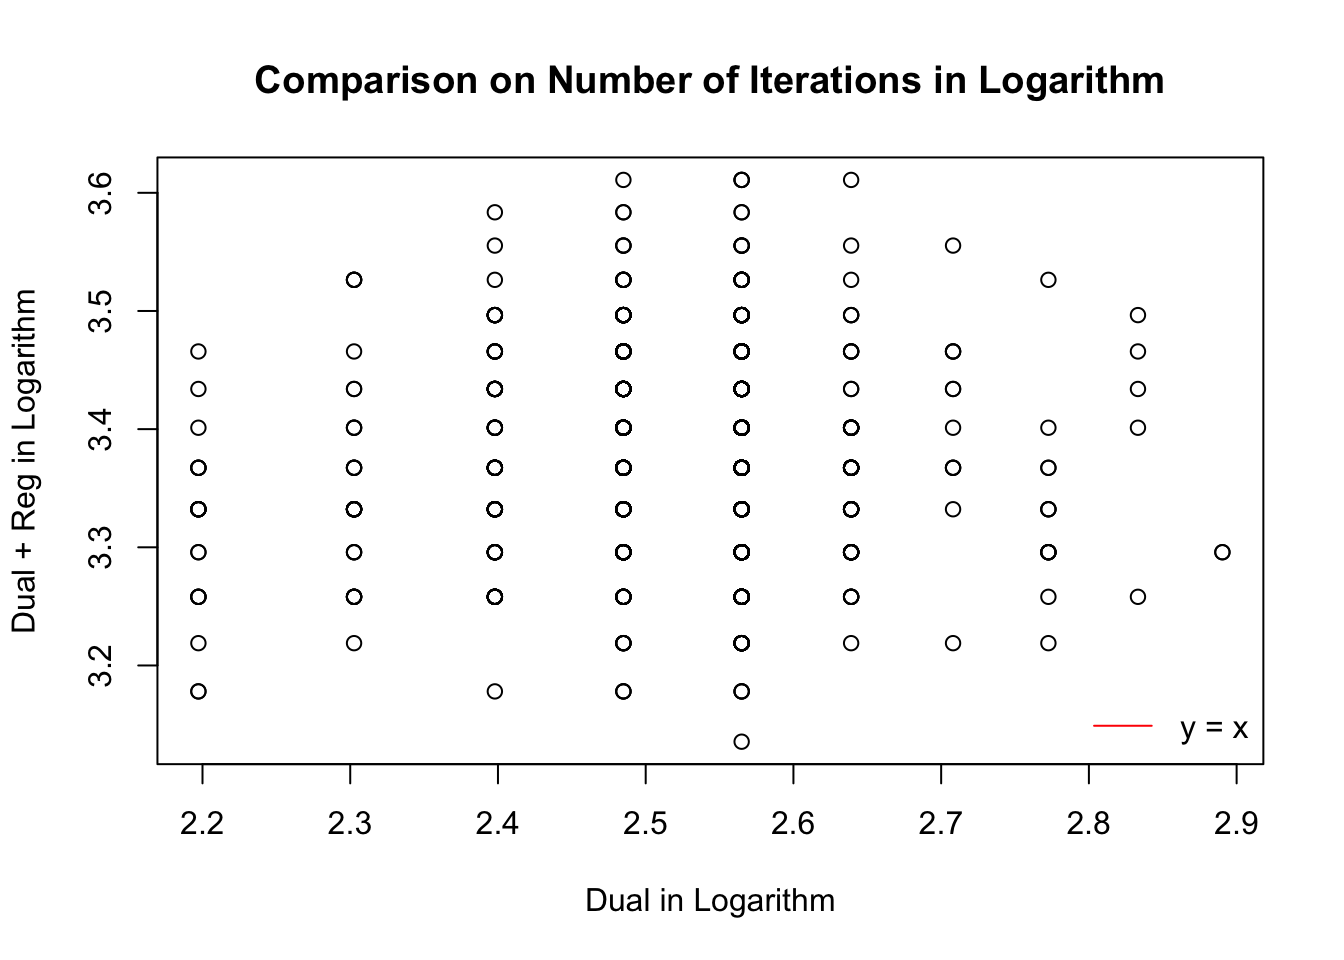 Comparison on Number of Iterations in Logarithm
Dual + Reg in Logarithm
3.6
3.5
3.4
3.3
3.2
y = x
2.2 2.3 2.4 2.5 2.6 2.7 2.8 2.9
Dual in Logarithm